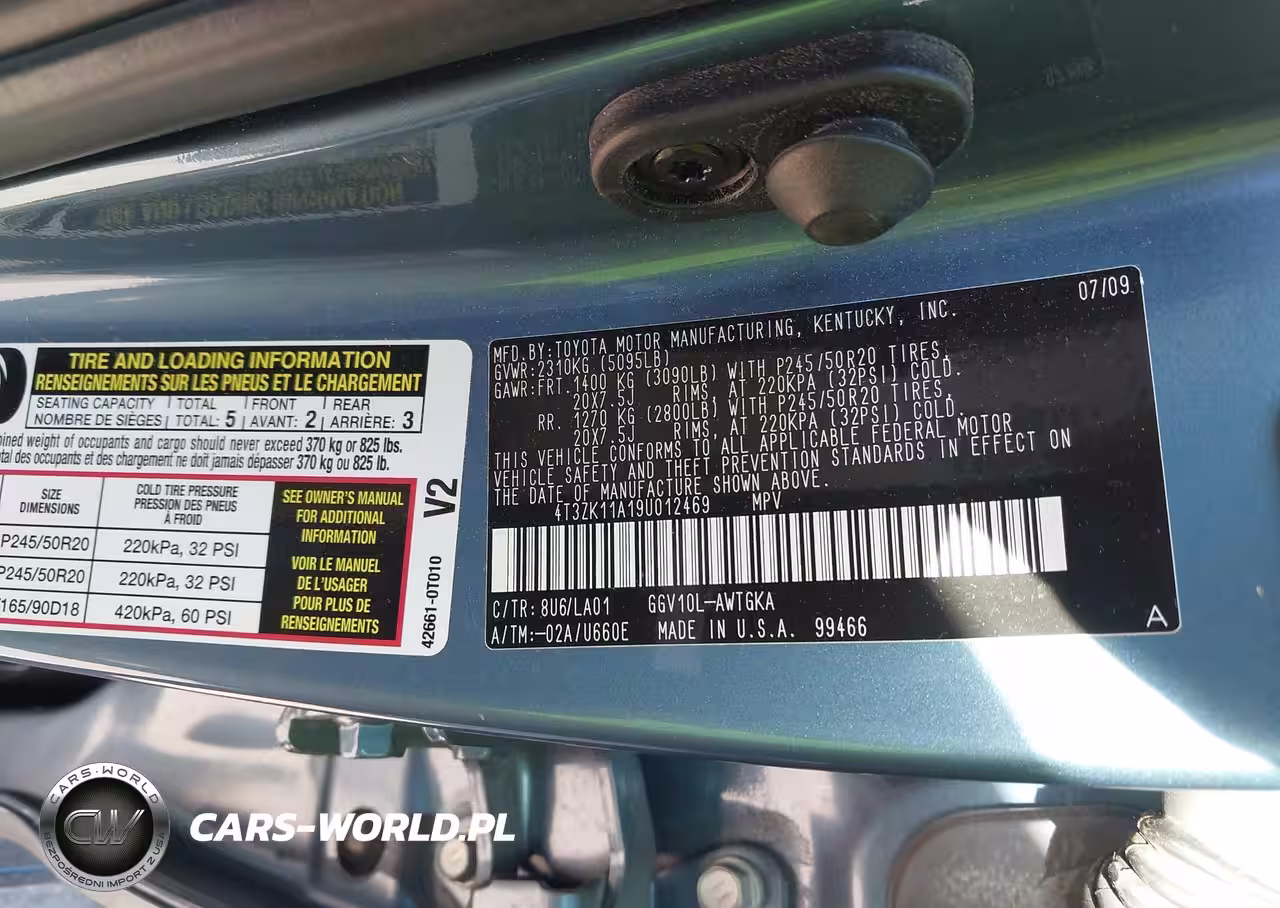 TIRE AND LOADING INFORMATION
RENSEIGNEMENTS SUR LES PNEUS ET LE CHARGEMENT
SEATING CAPACITY TOTAL FRONT REAR
NOMBRE DE SIÈGES TOTAL: 5 AVANT: 2 ARRIÈRE: 3
ined weight of occupants and cargo should never exceed 370 kg or 825 lbs.
tal des occupants et des chargement ne doit jamais dépasser 370 kg ou 825 lb.
SIZE
DIMENSIONS
COLD TIRE PRESSURE
PRESSION DES PNEUS
À FROID
P245/50R20 220kPa, 32 PSI
P245/50R20 220kPa, 32 PSI
165/90D18 420kPa, 60 PSI
SEE OWNER'S MANUAL
FOR ADDITIONAL
INFORMATION
VOIR LE MANUEL
DE L'USAGER
POUR PLUS DE
RENSEIGNEMENTS
V2
42661-0T010
07/09
MFD.BY:TOYOTA MOTOR MANUFACTURING, KENTUCKY, INC.
GVWR:2310KG (5095LB)
GAWR:FRT.1400 KG (3090LB) WITH P245/50R20 TIRES,
20X7.5J RIMS, AT 220KPA (32PSI) COLD.
RR. 1270 KG (2800LB) WITH P245/50R20 TIRES,
20X7.5J RIMS, AT 220KPA (32PSI) COLD.
THIS VEHICLE CONFORMS TO ALL APPLICABLE FEDERAL MOTOR
VEHICLE SAFETY AND THEFT PREVENTION STANDARDS IN EFFECT ON
THE DATE OF MANUFACTURE SHOWN ABOVE.
4T3ZK11A19U012469 MPV
C/TR: 8U6/LA01 GGV10L-AWTGKA
A/TM:-02A/U660E MADE IN U.S.A. 99466
A
CARS-WORLD
CW
BEZPOŚREDNI IMPORT Z USA
CARS-WORLD.PL